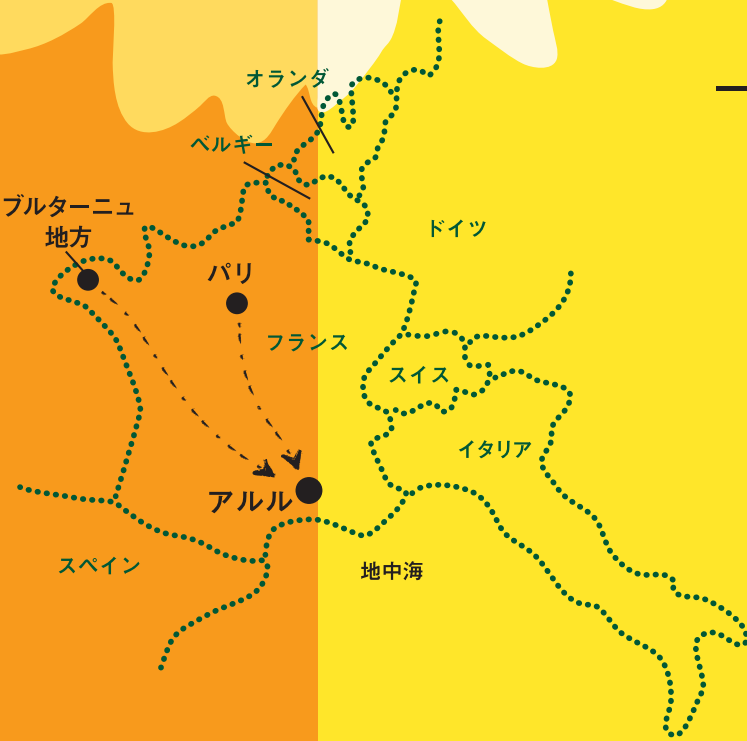 オランダ
ベルギー
ブルターニュ
地方
ドイツ
パリ
フランス
スイス
イタリア
アルル
スペイン
地中海